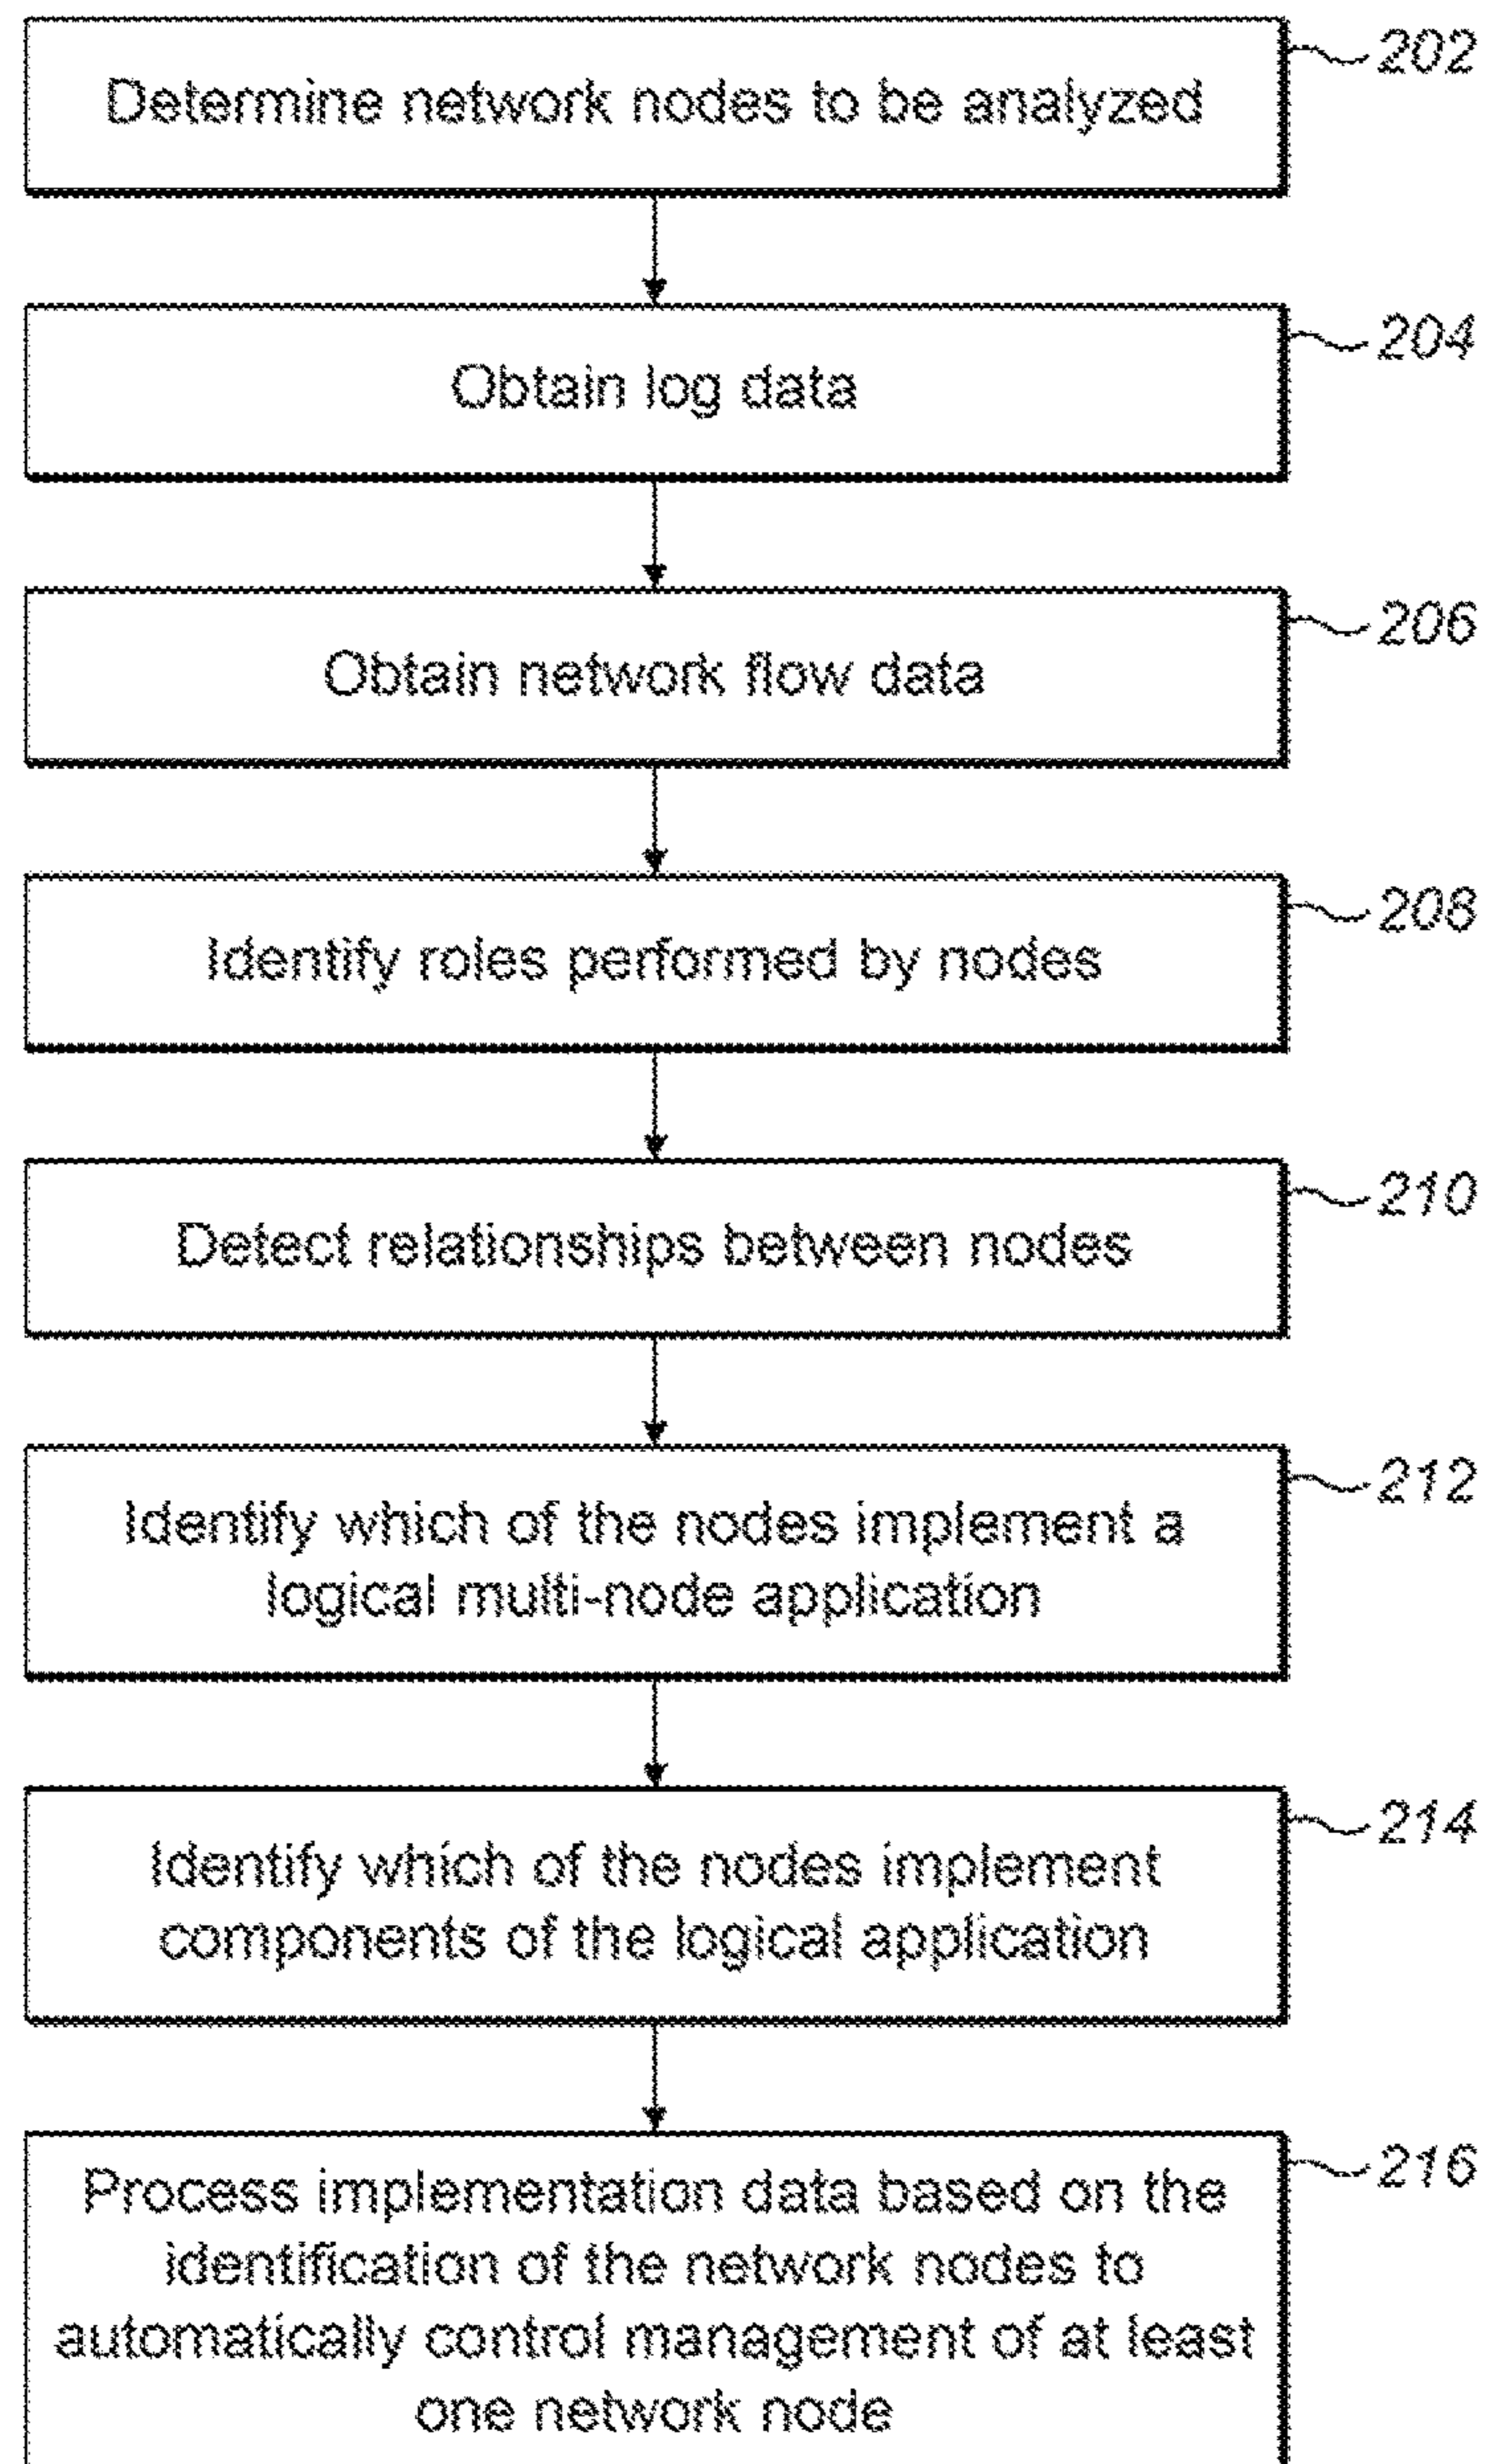 Determine network nodes to be analyzed
202
Obtain log data
204
Obtain network flow data
206
Identify roles performed by nodes
208
Detect relationships between nodes
210
Identify which of the nodes implement a
logical multi-node application
212
Identify which of the nodes implement
components of the logical application
214
Process implementation data based on the
identification of the network nodes to
automatically control management of at least
one network node
216